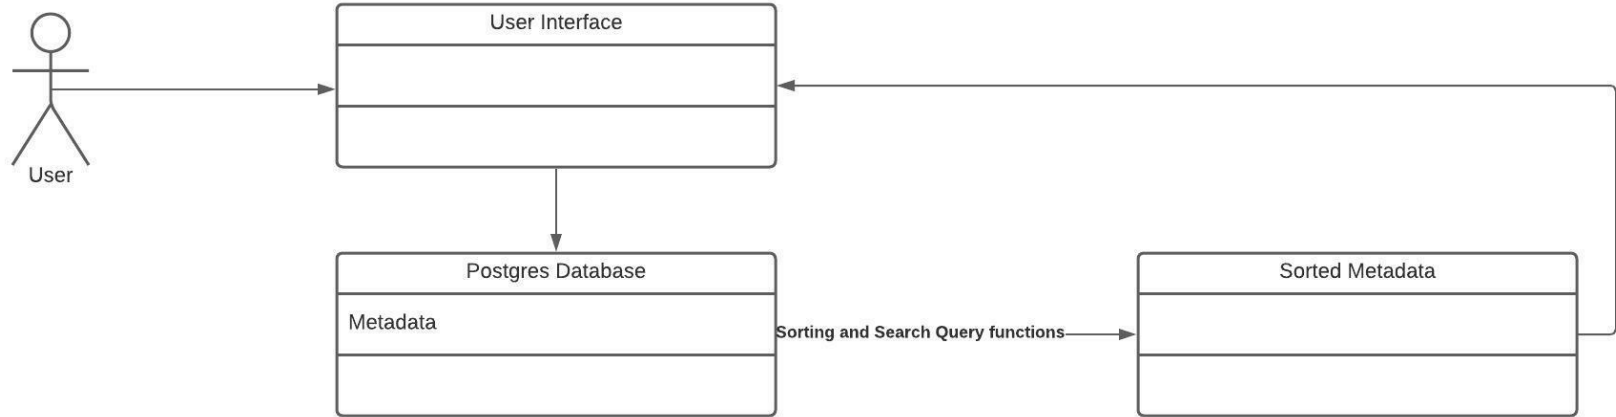 User Interface
User
Postgres Database
Metadata
Sorting and Search Query functions
Sorted Metadata